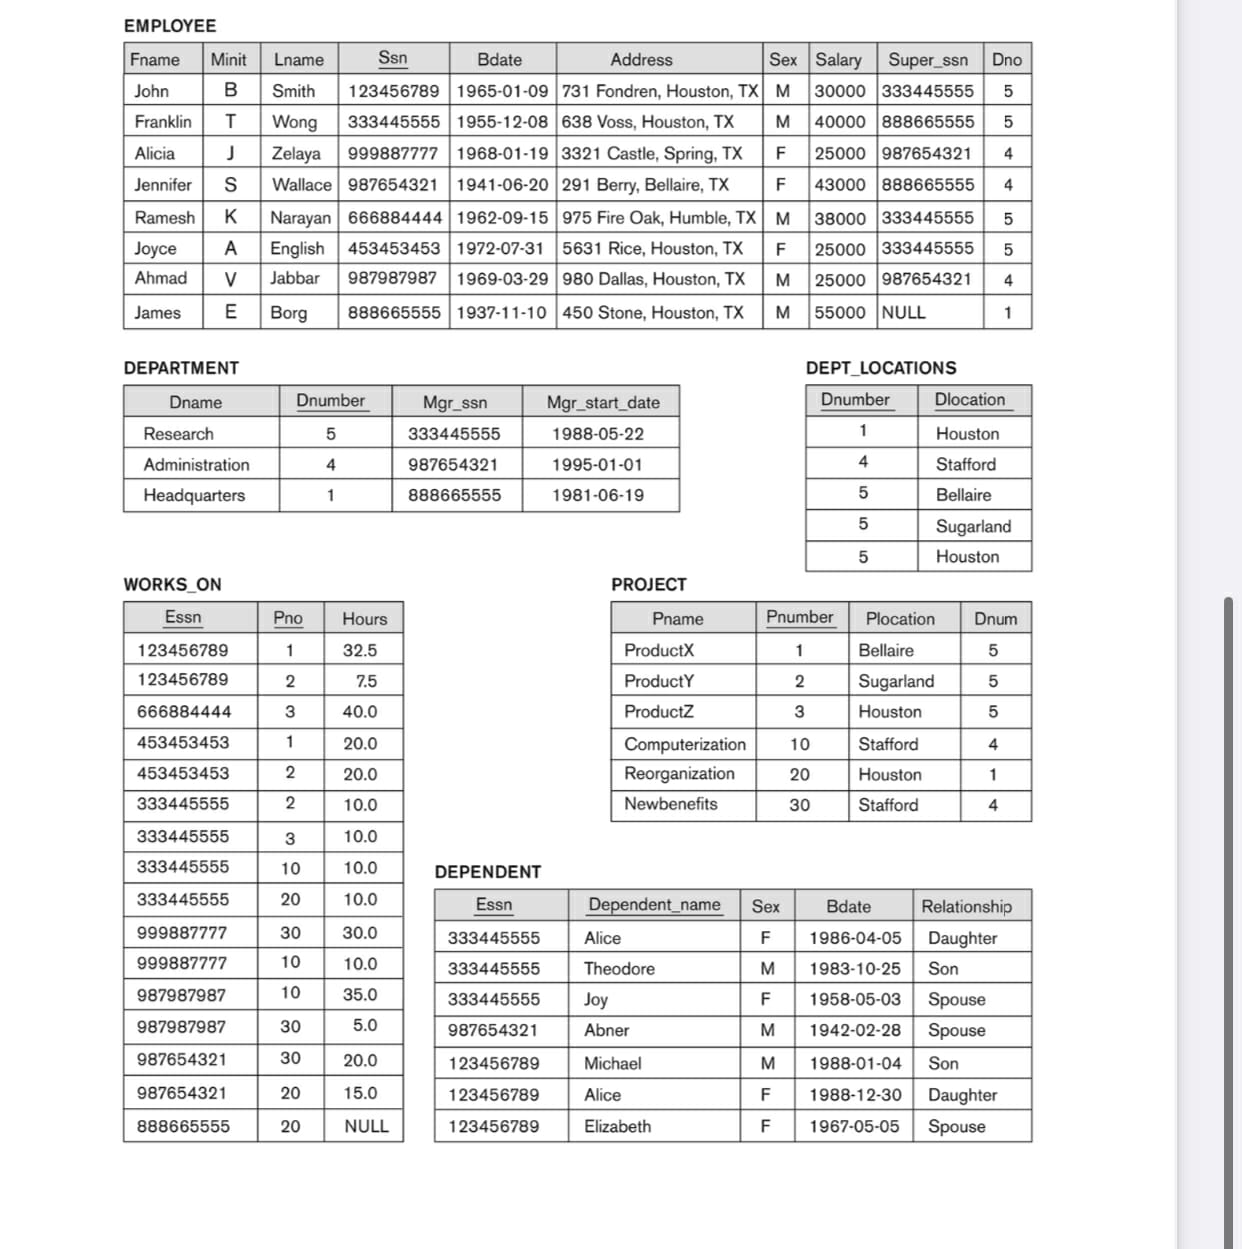 EMPLOYEE
Fname Minit Lname Ssn Bdate Address Sex Salary Super_ssn Dno
John B Smith 123456789 1965-01-09 731 Fondren, Houston, TX M 30000 333445555 5
Franklin T Wong 333445555 1955-12-08 638 Voss, Houston, TX M 40000 888665555 5
Alicia J Zelaya 999887777 1968-01-19 3321 Castle, Spring, TX F 25000 987654321 4
Jennifer S Wallace 987654321 1941-06-20 291 Berry, Bellaire, TX F 43000 888665555 4
Ramesh K Narayan 666884444 1962-09-15 975 Fire Oak, Humble, TX M 38000 333445555 5
Joyce A English 453453453 1972-07-31 5631 Rice, Houston, TX F 25000 333445555 5
Ahmad V Jabbar 987987987 1969-03-29 980 Dallas, Houston, TX M 25000 987654321 4
James E Borg 888665555 1937-11-10 450 Stone, Houston, TX M 55000 NULL 1
DEPARTMENT
Dname Dnumber Mgr_ssn Mgr_start_date
Research 5 333445555 1988-05-22
Administration 4 987654321 1995-01-01
Headquarters 1 888665555 1981-06-19
DEPT_LOCATIONS
Dnumber Dlocation
1 Houston
4 Stafford
5 Bellaire
5 Sugarland
5 Houston
WORKS_ON
Essn Pno Hours
123456789 1 32.5
123456789 2 7.5
666884444 3 40.0
453453453 1 20.0
453453453 2 20.0
333445555 2 10.0
333445555 3 10.0
333445555 10 10.0
333445555 20 10.0
999887777 30 30.0
999887777 10 10.0
987987987 10 35.0
987987987 30 5.0
987654321 30 20.0
987654321 20 15.0
888665555 20 NULL
PROJECT
Pname Pnumber Plocation Dnum
ProductX 1 Bellaire 5
ProductY 2 Sugarland 5
ProductZ 3 Houston 5
Computerization 10 Stafford 4
Reorganization 20 Houston 1
Newbenefits 30 Stafford 4
DEPENDENT
Essn Dependent_name Sex Bdate Relationship
333445555 Alice F 1986-04-05 Daughter
333445555 Theodore M 1983-10-25 Son
333445555 Joy F 1958-05-03 Spouse
987654321 Abner M 1942-02-28 Spouse
123456789 Michael M 1988-01-04 Son
123456789 Alice F 1988-12-30 Daughter
123456789 Elizabeth F 1967-05-05 Spouse